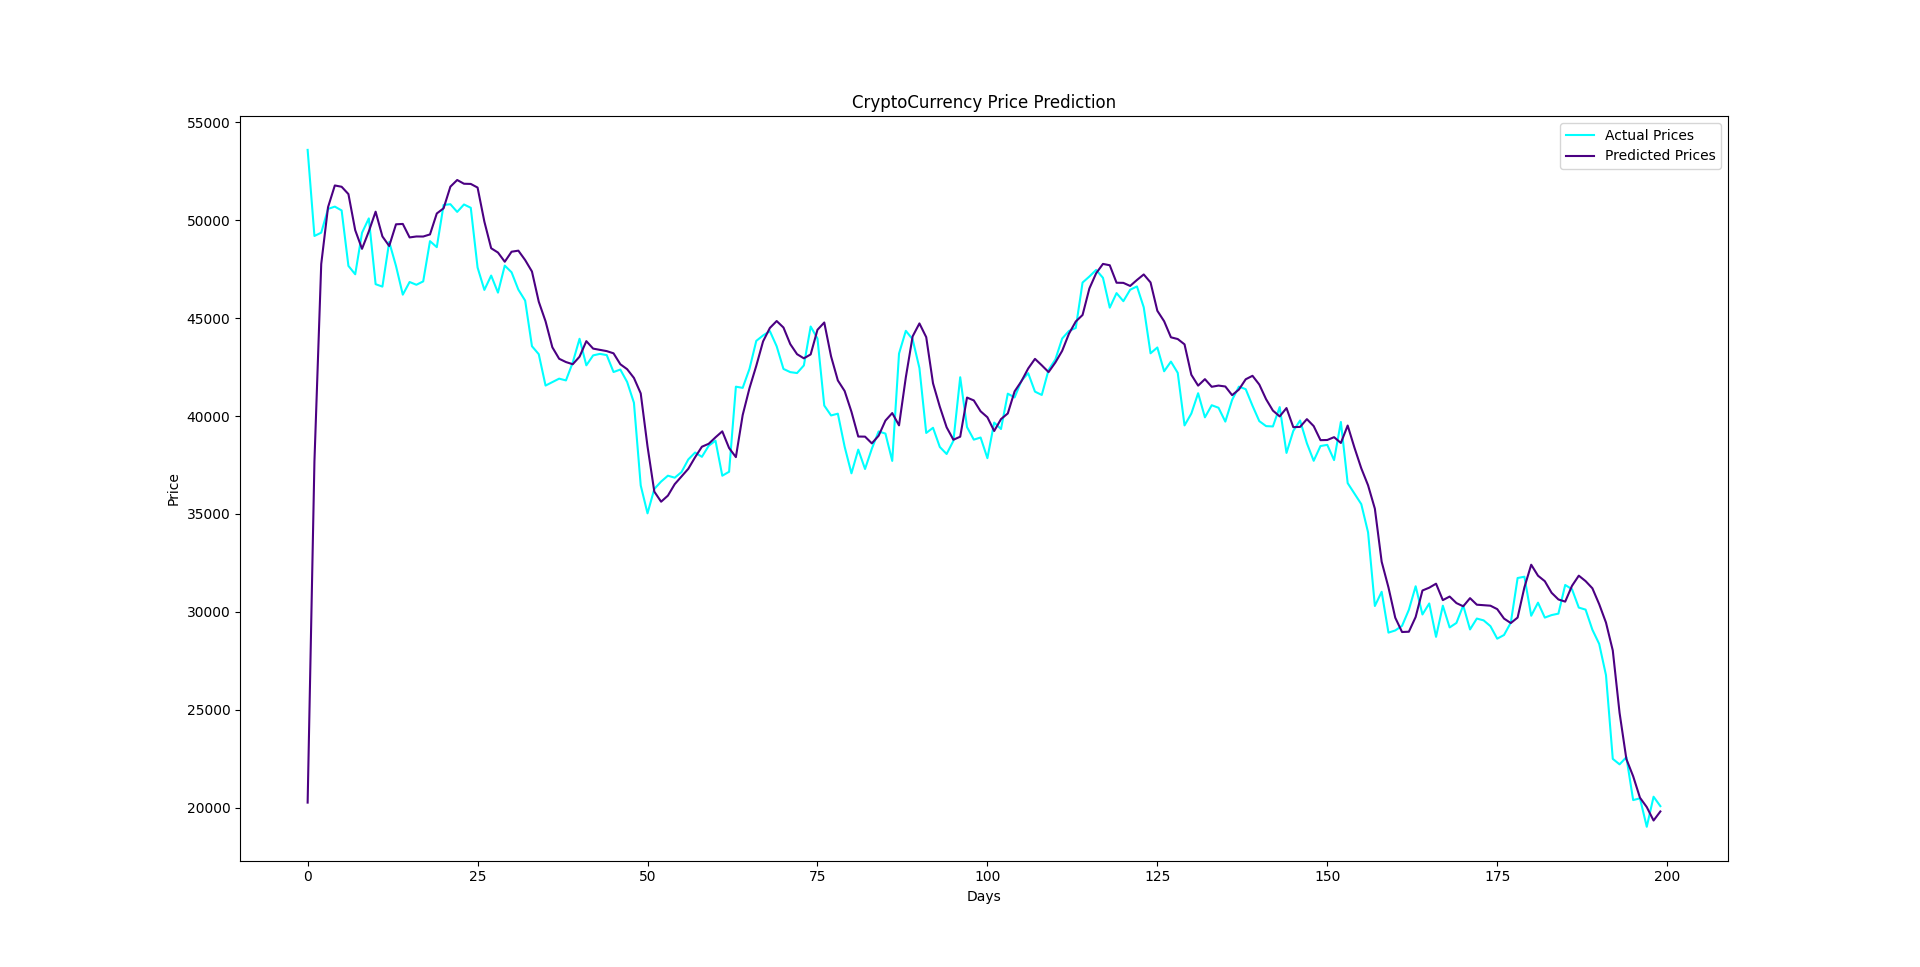 CryptoCurrency Price Prediction
Actual Prices
Predicted Prices
Price
55000
50000
45000
40000
35000
30000
25000
20000
0 25 50 75 100 125 150 175 200
Days